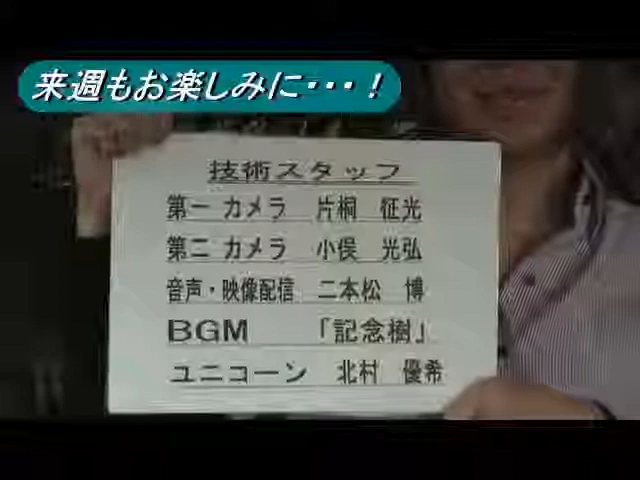 来週もお楽しみに・・・！
技術スタッフ
第一カメラ 片桐 征光
第二カメラ 小俣 光弘
音声・映像配信 二本松 博
BGM 「記念樹」
ユニコーン 北村 優希